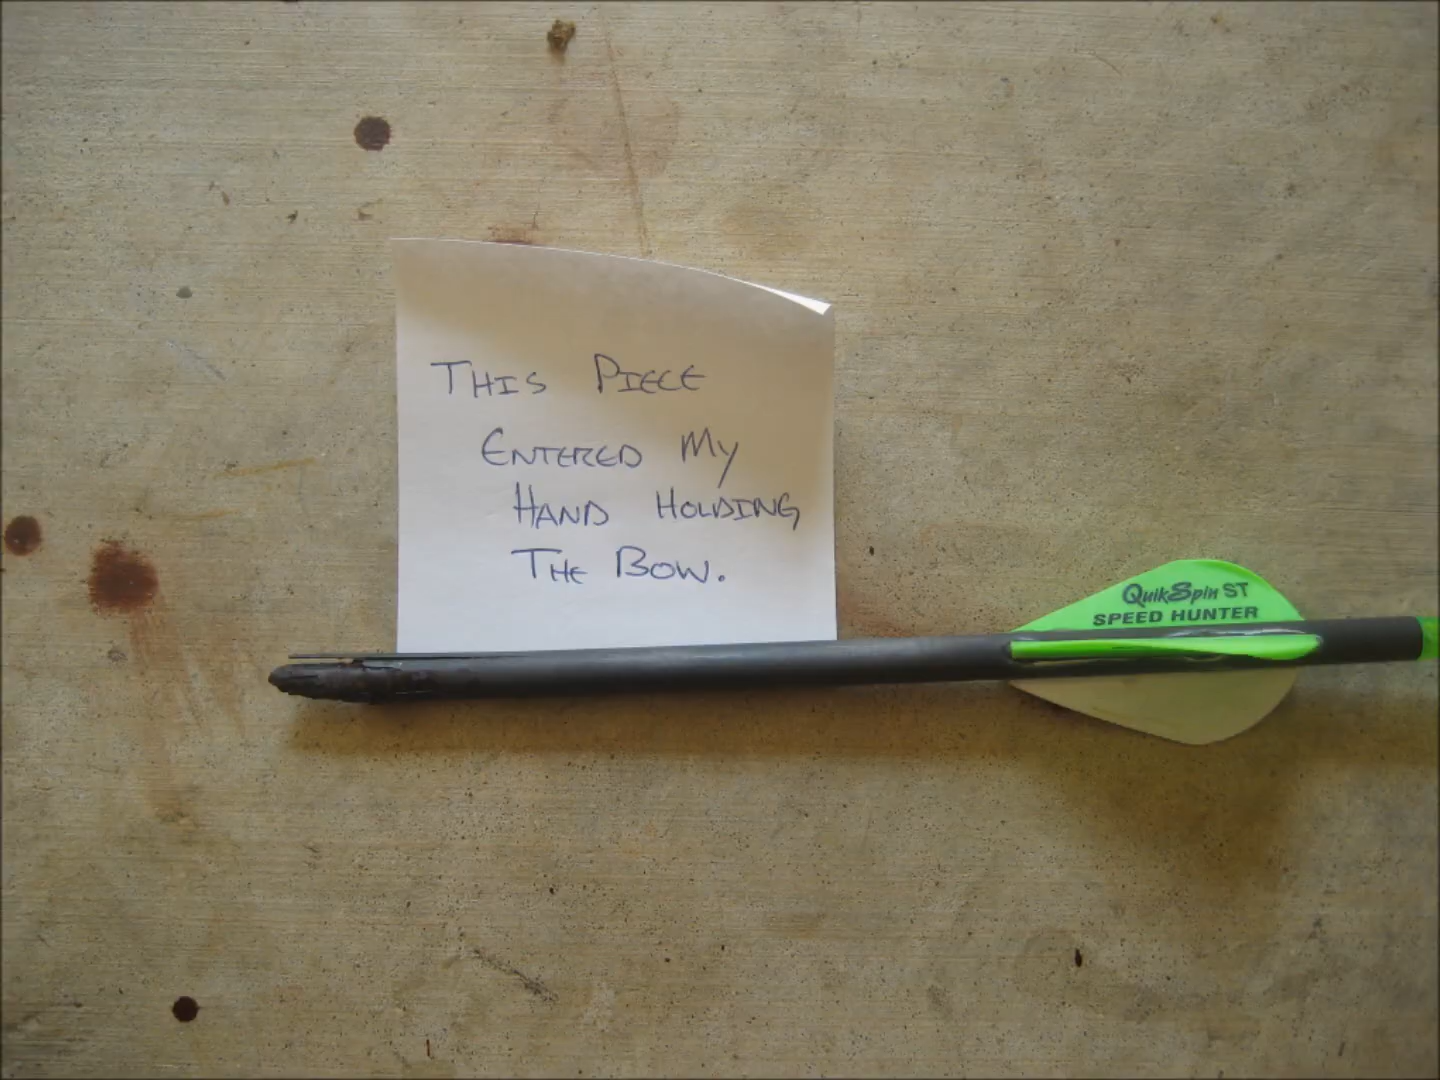 THIS PIECE
ENTERED MY
HAND HOLDING
THE BOW.
QuikSpin ST
SPEED HUNTER